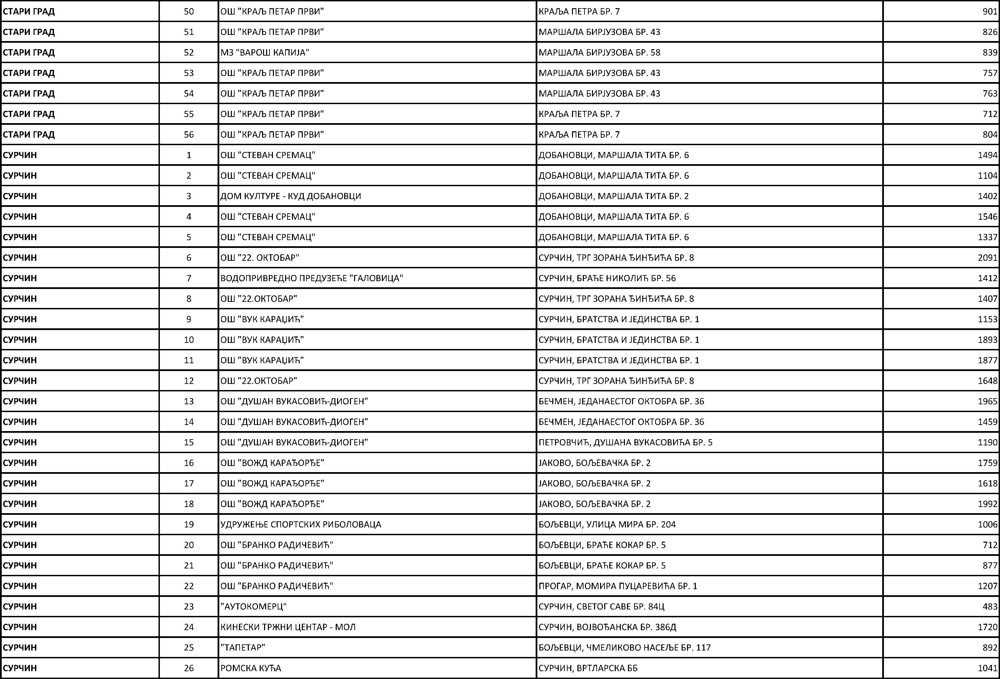 СТАРИ ГРАД 50 ОШ "КРАЉ ПЕТАР ПРВИ" КРАЉА ПЕТРА БР. 7 901
СТАРИ ГРАД 51 ОШ "КРАЉ ПЕТАР ПРВИ" МАРШАЛА БИРЈУЗОВА БР. 43 826
СТАРИ ГРАД 52 МЗ "ВАРОШ КАПИЈА" МАРШАЛА БИРЈУЗОВА БР. 58 839
СТАРИ ГРАД 53 ОШ "КРАЉ ПЕТАР ПРВИ" МАРШАЛА БИРЈУЗОВА БР. 43 757
СТАРИ ГРАД 54 ОШ "КРАЉ ПЕТАР ПРВИ" МАРШАЛА БИРЈУЗОВА БР. 43 763
СТАРИ ГРАД 55 ОШ "КРАЉ ПЕТАР ПРВИ" КРАЉА ПЕТРА БР. 7 712
СТАРИ ГРАД 56 ОШ "КРАЉ ПЕТАР ПРВИ" КРАЉА ПЕТРА БР. 7 804
СУРЧИН 1 ОШ "СТЕВАН СРЕМАЦ" ДОБАНОВЦИ, МАРШАЛА ТИТА БР. 6 1494
СУРЧИН 2 ОШ "СТЕВАН СРЕМАЦ" ДОБАНОВЦИ, МАРШАЛА ТИТА БР. 6 1104
СУРЧИН 3 ДОМ КУЛТУРЕ - КУД ДОБАНОВЦИ ДОБАНОВЦИ, МАРШАЛА ТИТА БР. 2 1402
СУРЧИН 4 ОШ "СТЕВАН СРЕМАЦ" ДОБАНОВЦИ, МАРШАЛА ТИТА БР. 6 1546
СУРЧИН 5 ОШ "СТЕВАН СРЕМАЦ" ДОБАНОВЦИ, МАРШАЛА ТИТА БР. 6 1337
СУРЧИН 6 ОШ "22. ОКТОБАР" СУРЧИН, ТРГ ЗОРАНА ЂИНЂИЋА БР. 8 2091
СУРЧИН 7 ВОДОПРИВРЕДНО ПРЕДУЗЕЋЕ "ГАЛОВИЦА" СУРЧИН, БРАЋЕ НИКОЛИЋ БР. 56 1412
СУРЧИН 8 ОШ "22.ОКТОБАР" СУРЧИН, ТРГ ЗОРАНА ЂИНЂИЋА БР. 8 1407
СУРЧИН 9 ОШ "ВУК КАРАЏИЋ" СУРЧИН, БРАТСТВА И ЈЕДИНСТВА БР. 1 1153
СУРЧИН 10 ОШ "ВУК КАРАЏИЋ" СУРЧИН, БРАТСТВА И ЈЕДИНСТВА БР. 1 1893
СУРЧИН 11 ОШ "ВУК КАРАЏИЋ" СУРЧИН, БРАТСТВА И ЈЕДИНСТВА БР. 1 1877
СУРЧИН 12 ОШ "22.ОКТОБАР" СУРЧИН, ТРГ ЗОРАНА ЂИНЂИЋА БР. 8 1648
СУРЧИН 13 ОШ "ДУШАН ВУКАСОВИЋ-ДИОГЕН" БЕЧМЕН, ЈЕДАНАЕСТОГ ОКТОБРА БР. 36 1965
СУРЧИН 14 ОШ "ДУШАН ВУКАСОВИЋ-ДИОГЕН" БЕЧМЕН, ЈЕДАНАЕСТОГ ОКТОБРА БР. 36 1459
СУРЧИН 15 ОШ "ДУШАН ВУКАСОВИЋ-ДИОГЕН" ПЕТРОВЧИЋ, ДУШАНА ВУКАСОВИЋА БР. 5 1190
СУРЧИН 16 ОШ "ВОЖД КАРАЂОРЂЕ" ЈАКОВО, БОЉЕВАЧКА БР. 2 1759
СУРЧИН 17 ОШ "ВОЖД КАРАЂОРЂЕ" ЈАКОВО, БОЉЕВАЧКА БР. 2 1618
СУРЧИН 18 ОШ "ВОЖД КАРАЂОРЂЕ" ЈАКОВО, БОЉЕВАЧКА БР. 2 1992
СУРЧИН 19 УДРУЖЕЊЕ СПОРТСКИХ РИБОЛОВАЦА БОЉЕВЦИ, УЛИЦА МИРА БР. 204 1006
СУРЧИН 20 ОШ "БРАНКО РАДИЧЕВИЋ" БОЉЕВЦИ, БРАЋЕ КОКАР БР. 5 712
СУРЧИН 21 ОШ "БРАНКО РАДИЧЕВИЋ" БОЉЕВЦИ, БРАЋЕ КОКАР БР. 5 877
СУРЧИН 22 ОШ "БРАНКО РАДИЧЕВИЋ" ПРОГАР, МОМИРА ПУЦАРЕВИЋА БР. 1 1207
СУРЧИН 23 "АУТОКОМЕРЦ" СУРЧИН, СВЕТОГ САВЕ БР. 84Ц 483
СУРЧИН 24 КИНЕСКИ ТРЖНИ ЦЕНТАР - МОЛ СУРЧИН, ВОЈВОЂАНСКА БР. 386Д 1720
СУРЧИН 25 "ТАПЕТАР" БОЉЕВЦИ, ЧМЕЛИКОВО НАСЕЉЕ БР. 117 892
СУРЧИН 26 РОМСКА КУЋА СУРЧИН, ВРТЛАРСКА ББ 1041